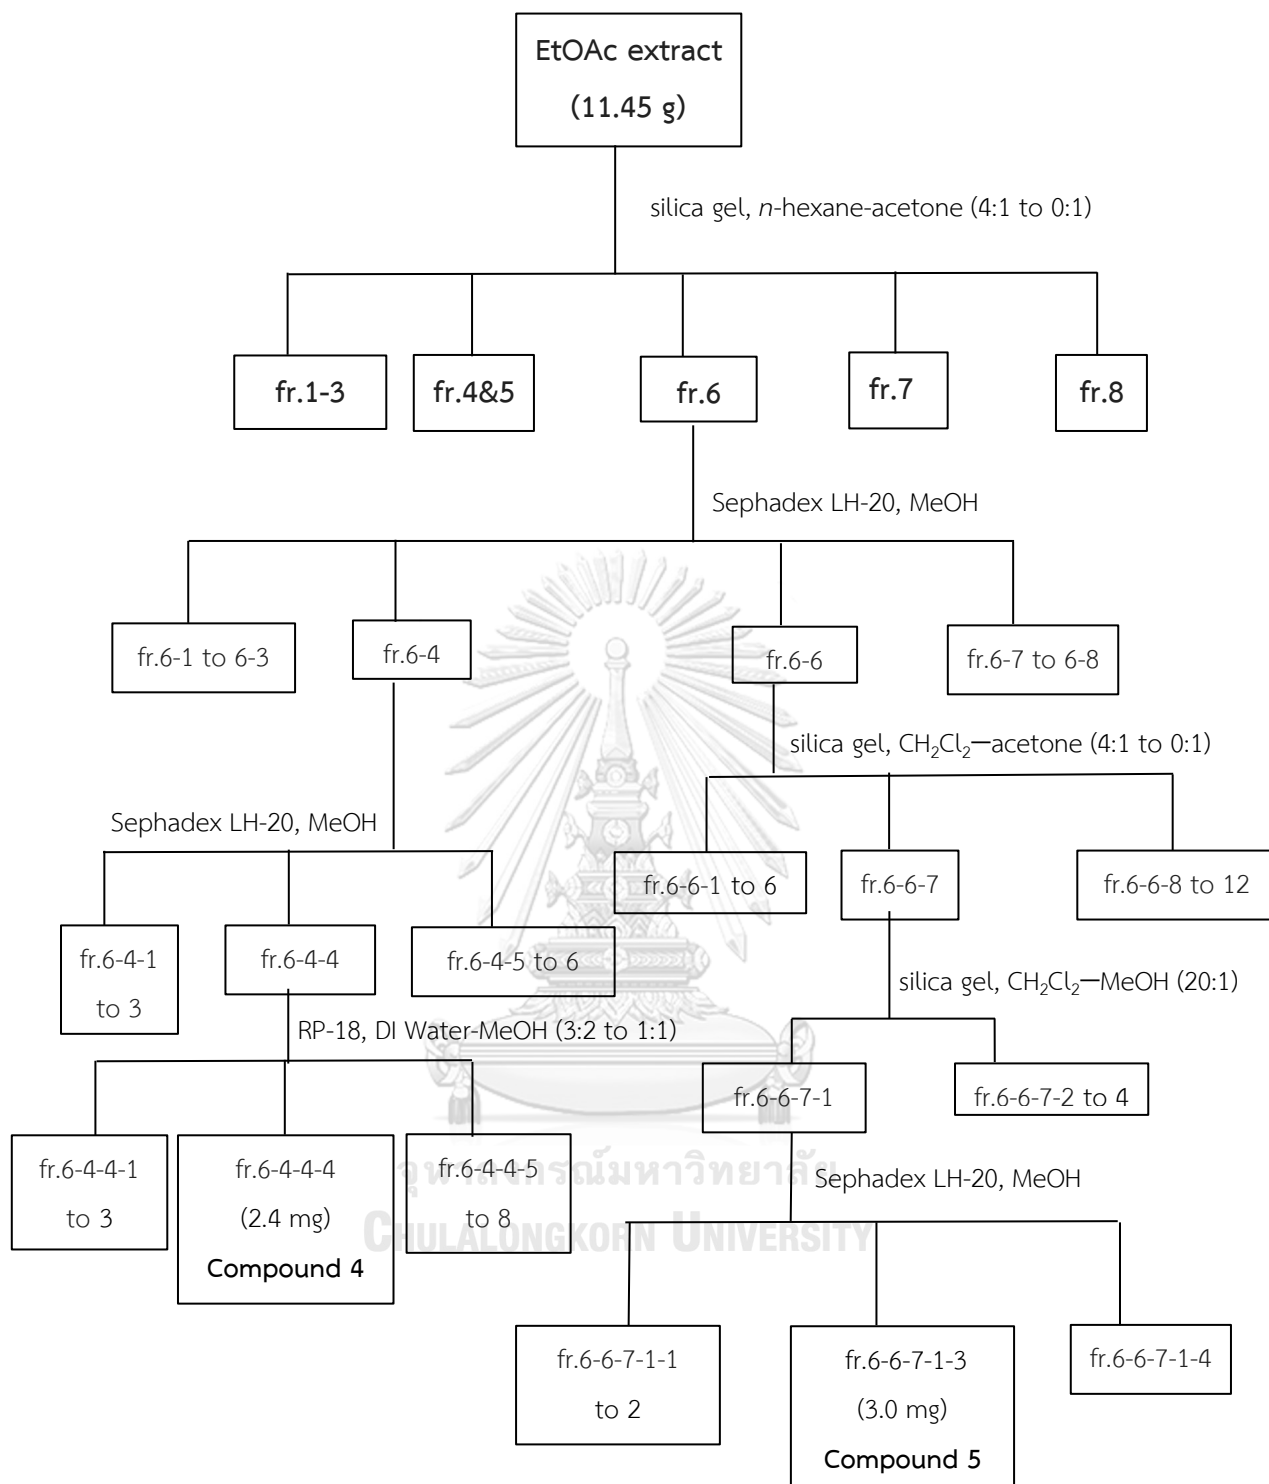 EtOAc extract
(11.45 g)
silica gel, n-hexane-acetone (4:1 to 0:1)
fr.1-3
fr.4&5
fr.6
fr.7
fr.8
Sephadex LH-20, MeOH
fr.6-1 to 6-3
fr.6-4
fr.6-6
fr.6-7 to 6-8
silica gel, CH₂Cl₂—acetone (4:1 to 0:1)
Sephadex LH-20, MeOH
fr.6-6-1 to 6
fr.6-6-7
fr.6-6-8 to 12
fr.6-4-1
to 3
fr.6-4-4
fr.6-4-5 to 6
silica gel, CH₂Cl₂—MeOH (20:1)
RP-18, DI Water-MeOH (3:2 to 1:1)
fr.6-6-7-1
fr.6-6-7-2 to 4
fr.6-4-4-1
to 3
fr.6-4-4-4
(2.4 mg)
Compound 4
fr.6-4-4-5
to 8
จุฬาลงกรณ์มหาวิทยาลัย
CHULALONGKORN UNIVERSITY
Sephadex LH-20, MeOH
fr.6-6-7-1-1
to 2
fr.6-6-7-1-3
(3.0 mg)
Compound 5
fr.6-6-7-1-4